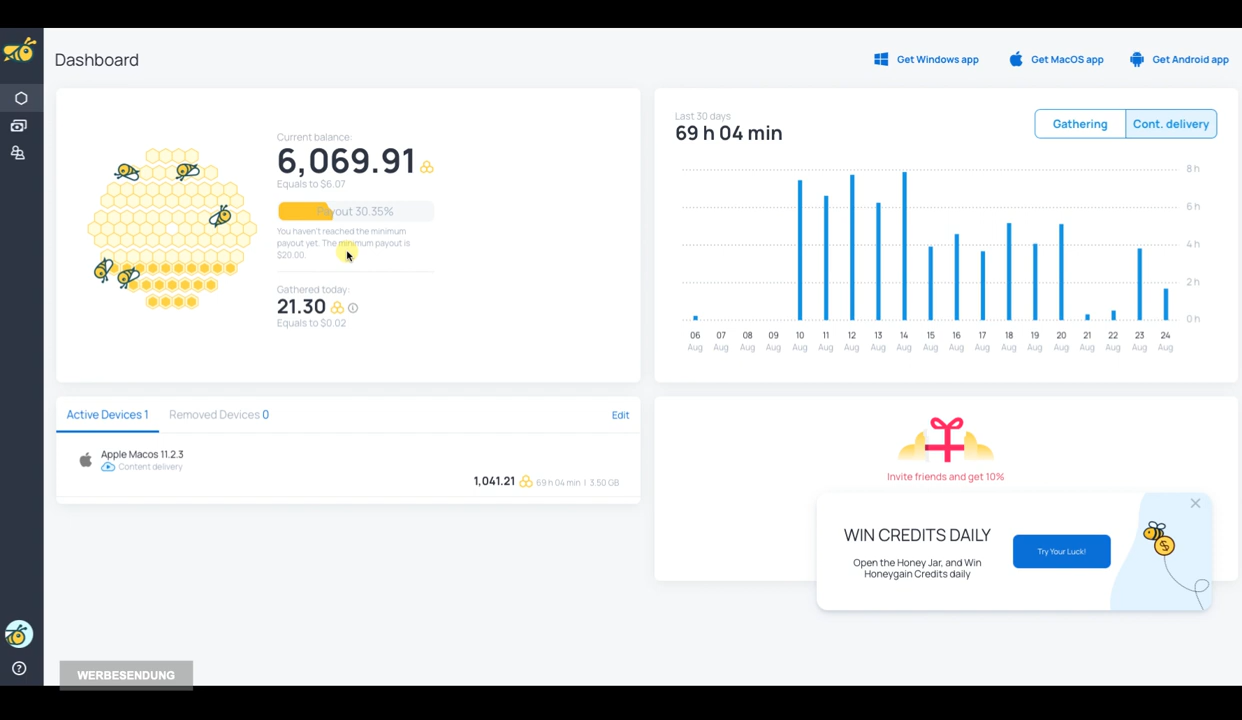 Dashboard
Get Windows app
Get MacOS app
Get Android app
Current balance:
6,069.91
Equals to $6.07
Payout 30.35%
You haven't reached the minimum
payout yet. The minimum payout is
$20.00.
Gathered today:
21.30
Equals to $0.02
Last 30 days
69 h 04 min
Gathering
Cont. delivery
8 h
6 h
4 h
2 h
0 h
06 07 08 09 10 11 12 13 14 15 16 17 18 19 20 21 22 23 24
Aug Aug Aug Aug Aug Aug Aug Aug Aug Aug Aug Aug Aug Aug Aug Aug Aug Aug Aug
Active Devices 1
Removed Devices 0
Edit
Apple Macos 11.2.3
Content delivery
1,041.21 69 h 04 min | 3.50 GB
Invite friends and get 10%
WIN CREDITS DAILY
Open the Honey Jar, and Win
Honeygain Credits daily
Try Your Luck!
WERBESENDUNG